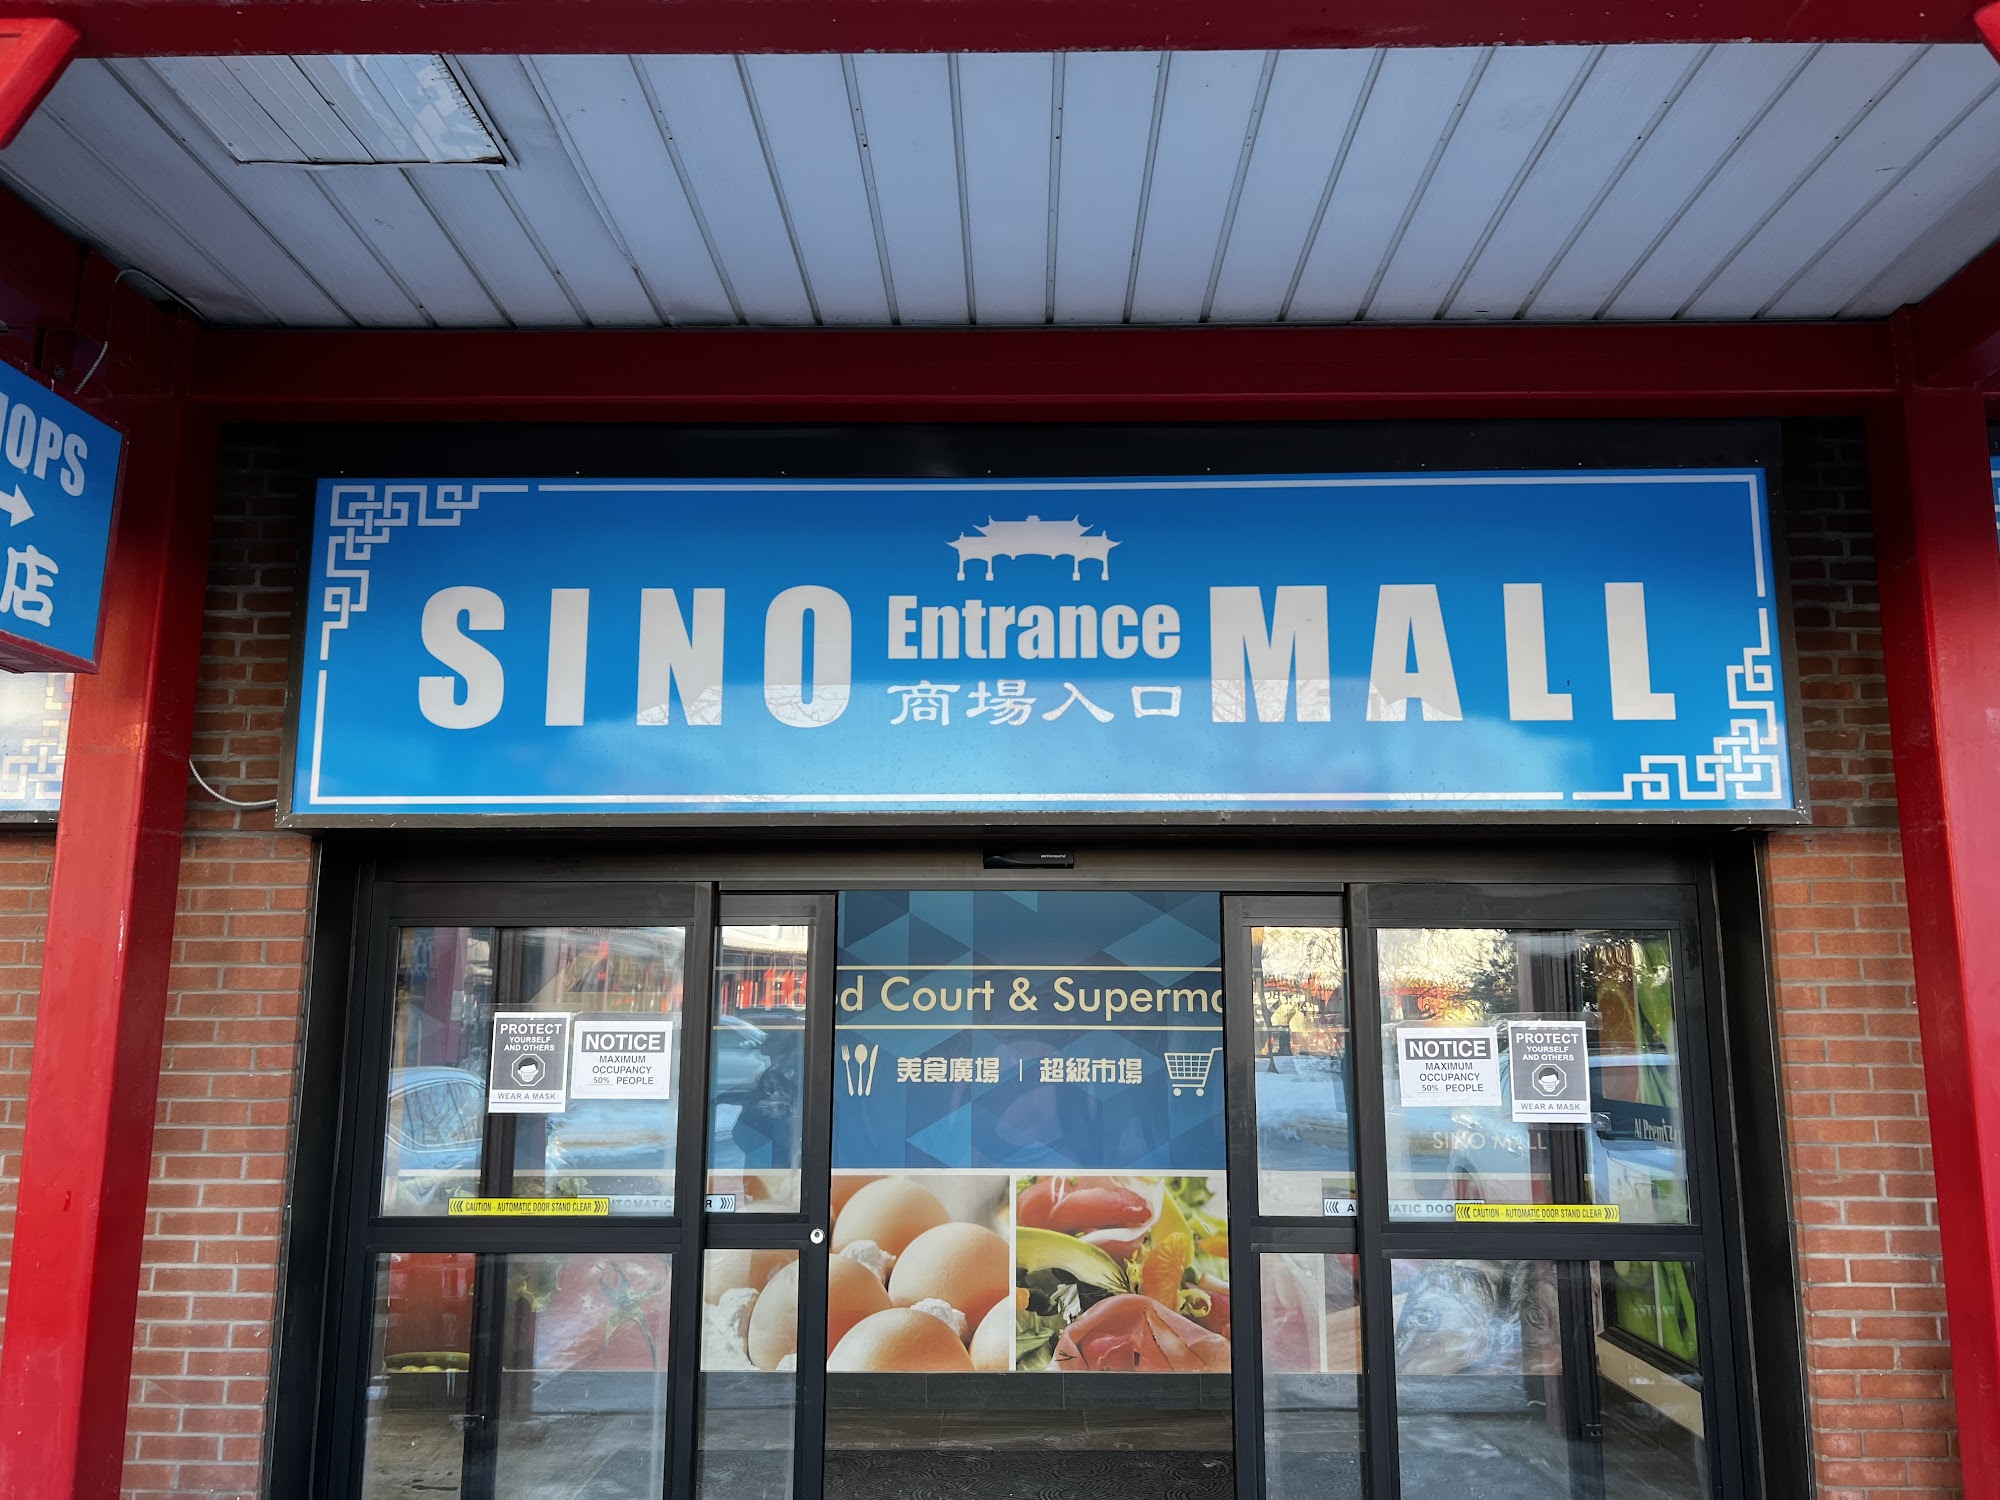 SINO Entrance MALL
商場入口
店
Court &
美食廣場 | 超級市場
PROTECT
YOURSELF
AND OTHERS
WEAR A MASK
NOTICE
MAXIMUM
OCCUPANCY
50% PEOPLE
NOTICE
MAXIMUM
OCCUPANCY
50% PEOPLE
PROTECT
YOURSELF
AND OTHERS
WEAR A MASK
SINO MALL
CAUTION - AUTOMATIC DOOR STAND CLEAR
CAUTION - AUTOMATIC DOOR STAND CLEAR